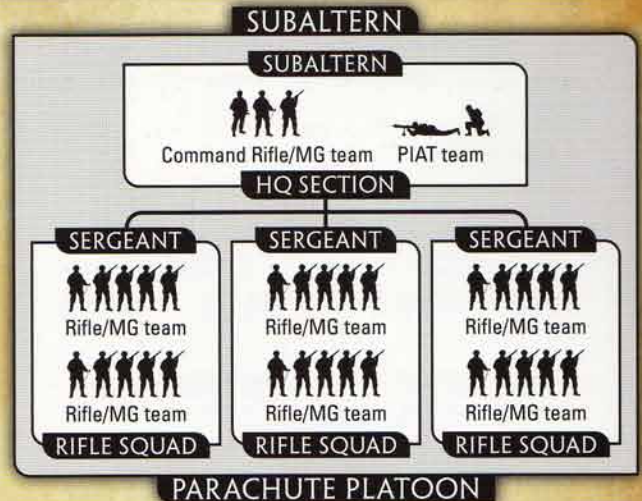 SUBALTERN
SUBALTERN
Command Rifle/MG team PIAT team
HQ SECTION
SERGEANT SERGEANT SERGEANT
Rifle/MG team Rifle/MG team Rifle/MG team
Rifle/MG team Rifle/MG team Rifle/MG team
RIFLE SQUAD RIFLE SQUAD RIFLE SQUAD
PARACHUTE PLATOON